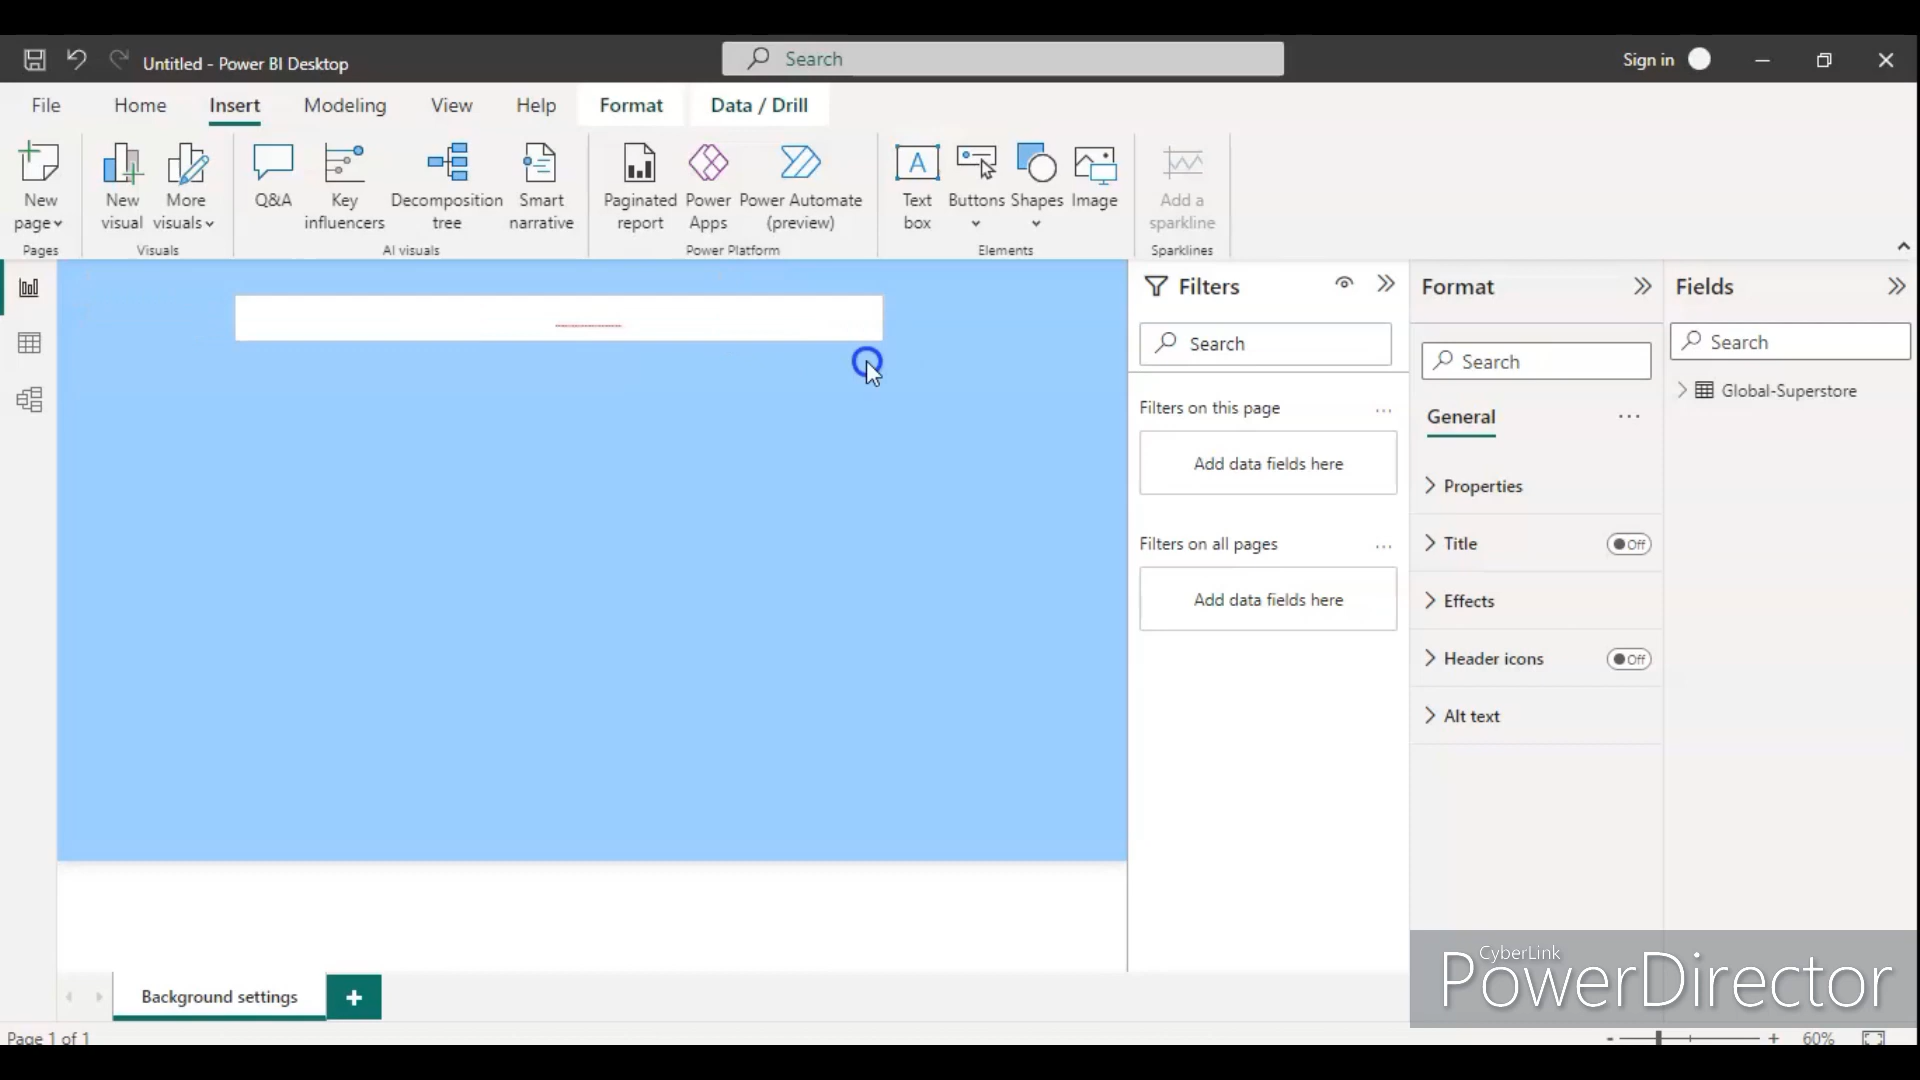 Untitled - Power BI Desktop
Search
Sign in
File Home Insert Modeling View Help Format Data / Drill
New page
New visual
More visuals
Q&A
Key influencers
Decomposition tree
Smart narrative
Paginated report
Power Apps
Power Automate (preview)
A
Text box
Buttons
Shapes
Image
Add a sparkline
Pages
Visuals
AI visuals
Power Platform
Elements
Sparklines
Filters
Search
Filters on this page
...
Add data fields here
Filters on all pages
...
Add data fields here
Format
Search
General
...
Properties
Title Off
Effects
Header icons Off
Alt text
Fields
Search
Global-Superstore
Background settings
+
Page 1 of 1
- + 60%
CyberLink
PowerDirector